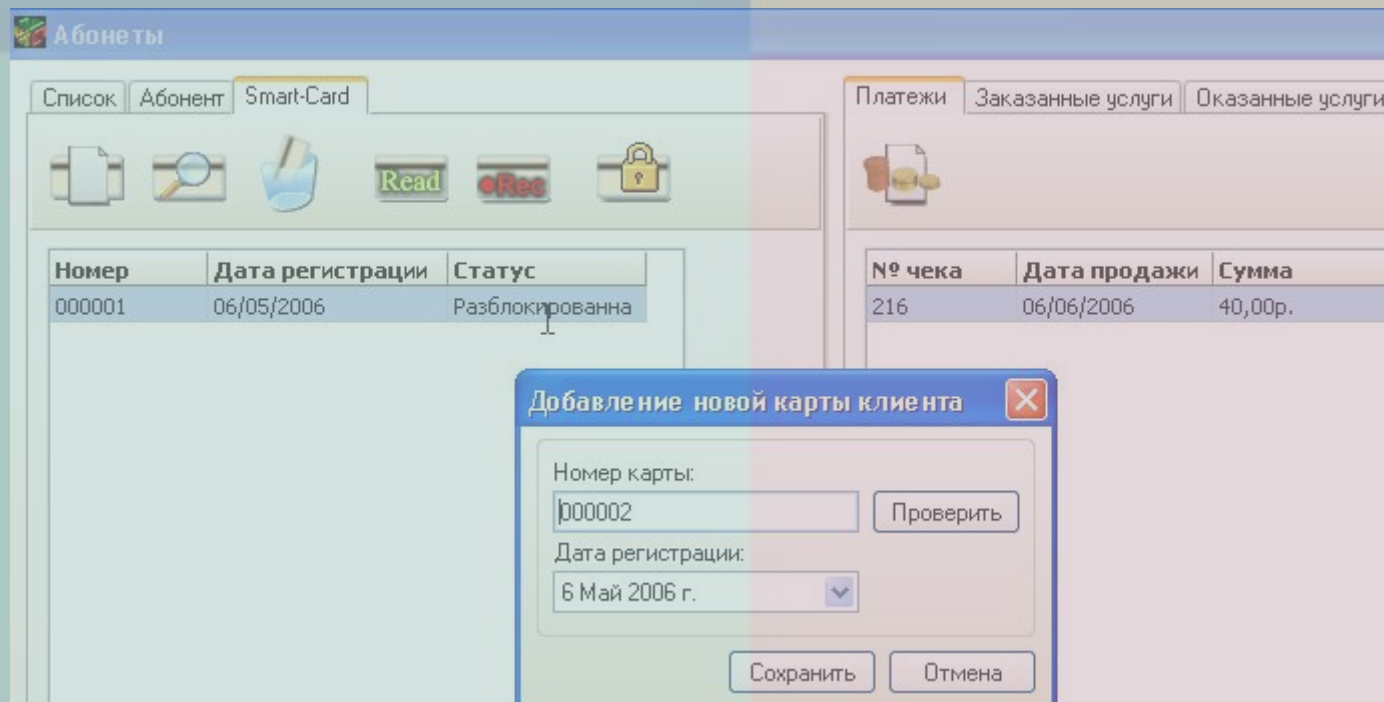 Абонеты
Список Абонент Smart-Card
Платежи Заказанные услуги Оказанные услуги
Read Rec
Номер Дата регистрации Статус
000001 06/05/2006 Разблокированна
№ чека Дата продажи Сумма
216 06/06/2006 40,00р.
Добавление новой карты клиента
Номер карты:
000002 Проверить
Дата регистрации:
6 Май 2006 г.
Сохранить Отмена